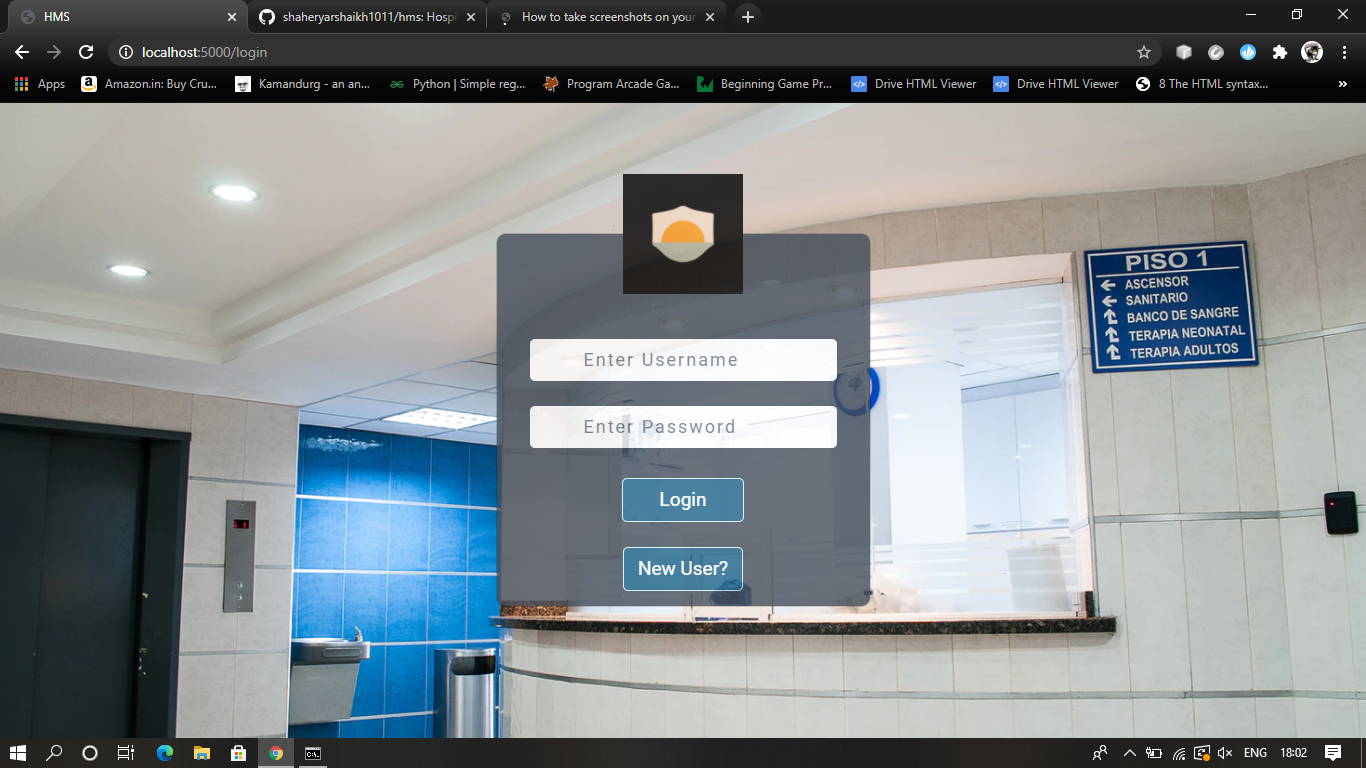 HMS
shaheryarshaikh1011/hms: Hosp
How to take screenshots on your
localhost:5000/login
Apps
Amazon.in: Buy Cru...
Kamandurg - an an...
Python | Simple reg...
Program Arcade Ga...
Beginning Game Pr...
Drive HTML Viewer
Drive HTML Viewer
8 The HTML syntax...
»
PISO 1
ASCENSOR
SANITARIO
BANCO DE SANGRE
TERAPIA NEONATAL
TERAPIA ADULTOS
Enter Username
Enter Password
Login
New User?
ENG
18:02